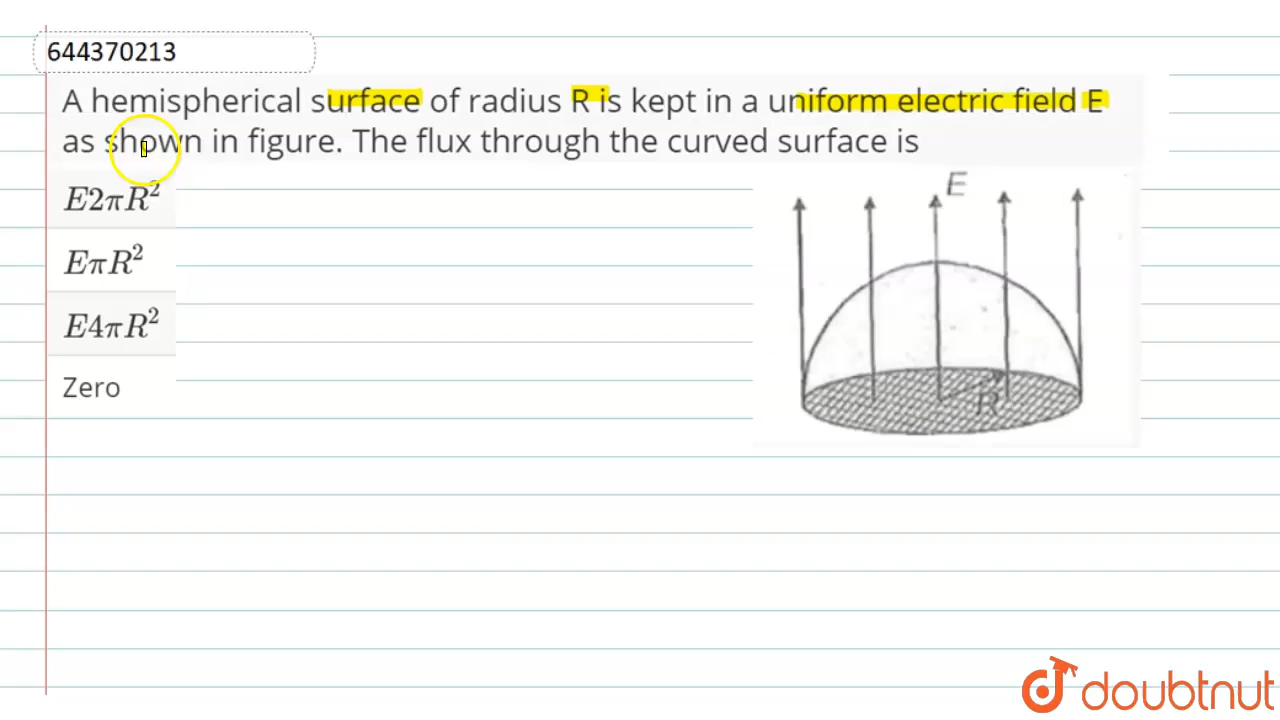 644370213
A hemispherical surface of radius R is kept in a uniform electric field E
as shown in figure. The flux through the curved surface is
E2πR²
EπR²
E4πR²
Zero
E
R
doubtnut